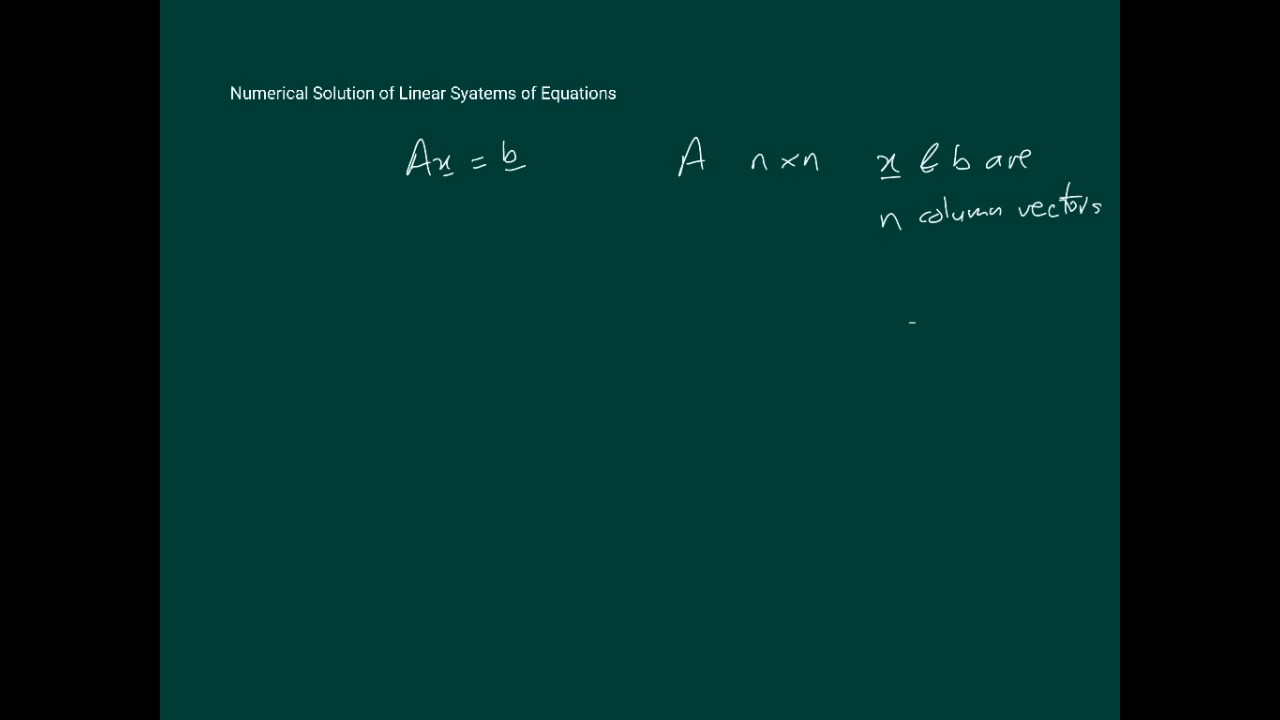 Numerical Solution of Linear Syatems of Equations
Ax = b A n×n x & b are
n column vectors